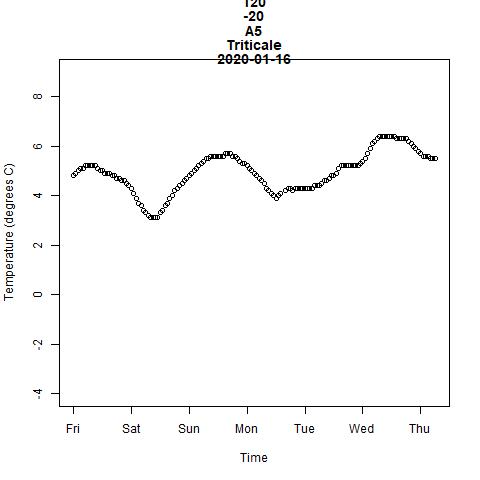 120
-20
A5
Triticale
2020-01-16
Temperature (degrees C)
8
6
4
2
0
-2
-4
Fri Sat Sun Mon Tue Wed Thu
Time